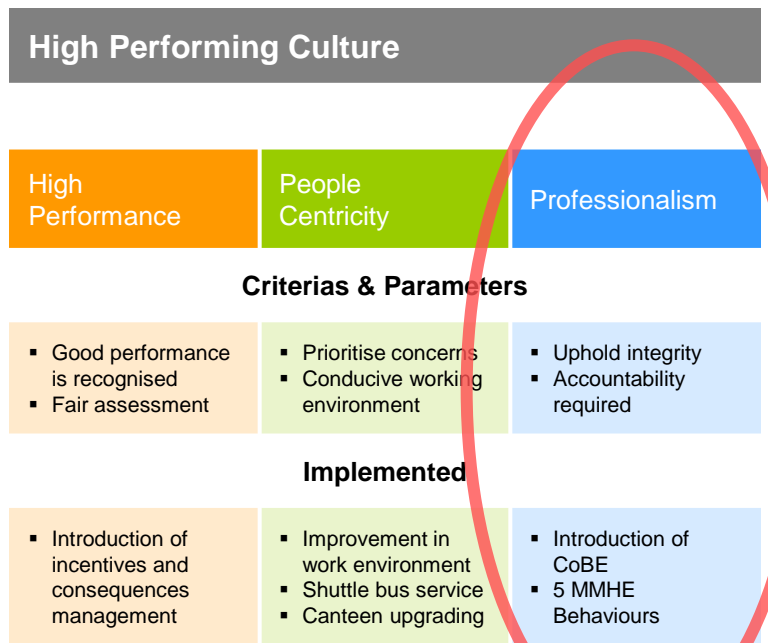 High Performing Culture
High
Performance
People
Centricity
Professionalism
Criterias & Parameters
▪ Good performance
is recognised
▪ Fair assessment
▪ Prioritise concerns
▪ Conducive working
environment
▪ Uphold integrity
▪ Accountability
required
Implemented
▪ Introduction of
incentives and
consequences
management
▪ Improvement in
work environment
▪ Shuttle bus service
▪ Canteen upgrading
▪ Introduction of
CoBE
▪ 5 MMHE
Behaviours